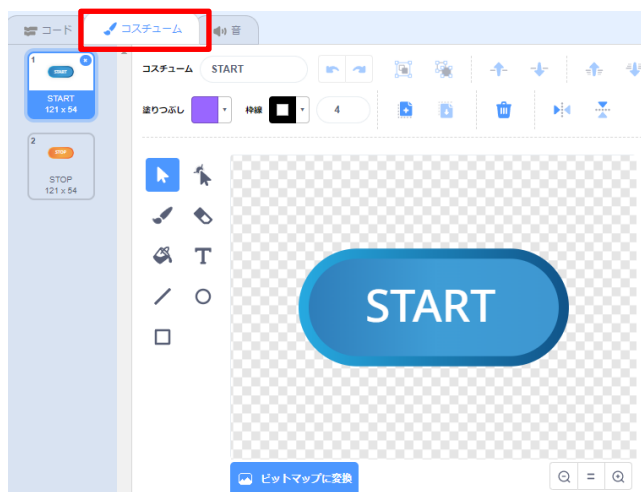 コード
コスチューム
音
1
START
START
121 x 54
2
STOP
STOP
121 x 54
コスチューム START
塗りつぶし 枠線 4
T
START
ビットマップに変換
=